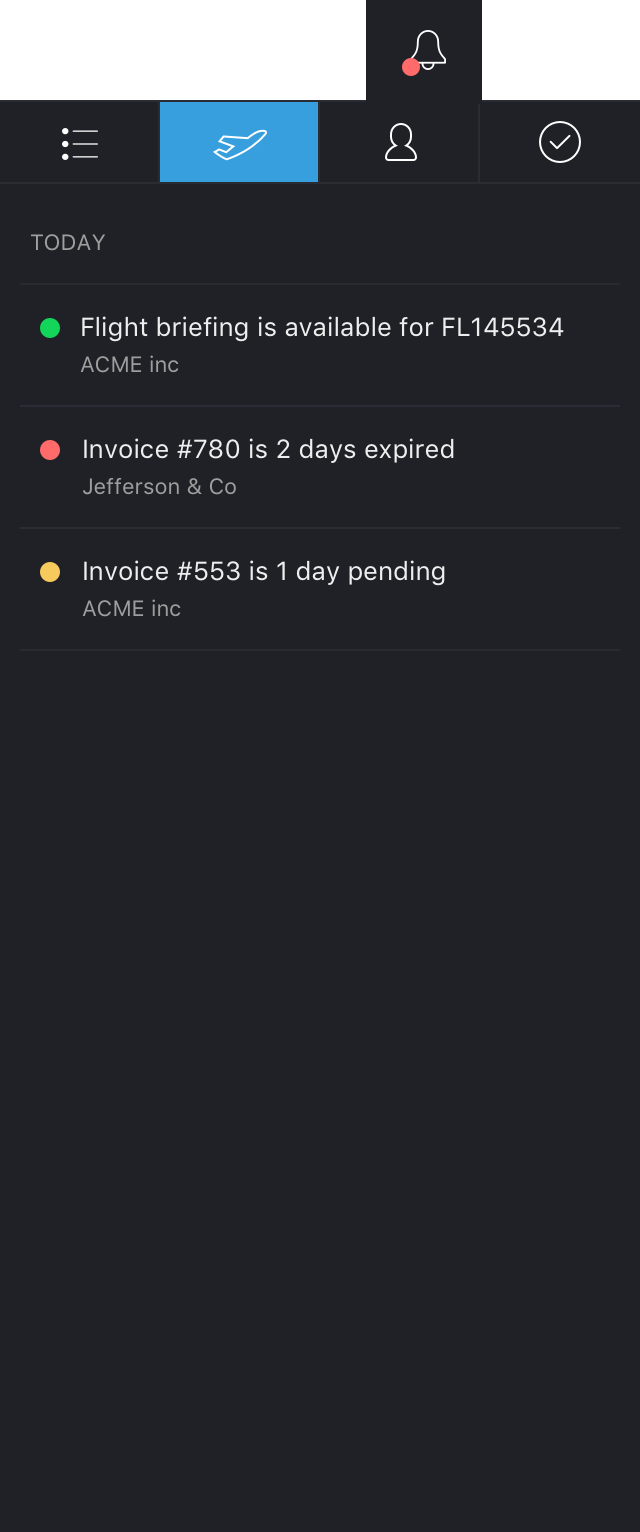 TODAY
Flight briefing is available for FL145534
ACME inc
Invoice #780 is 2 days expired
Jefferson & Co
Invoice #553 is 1 day pending
ACME inc